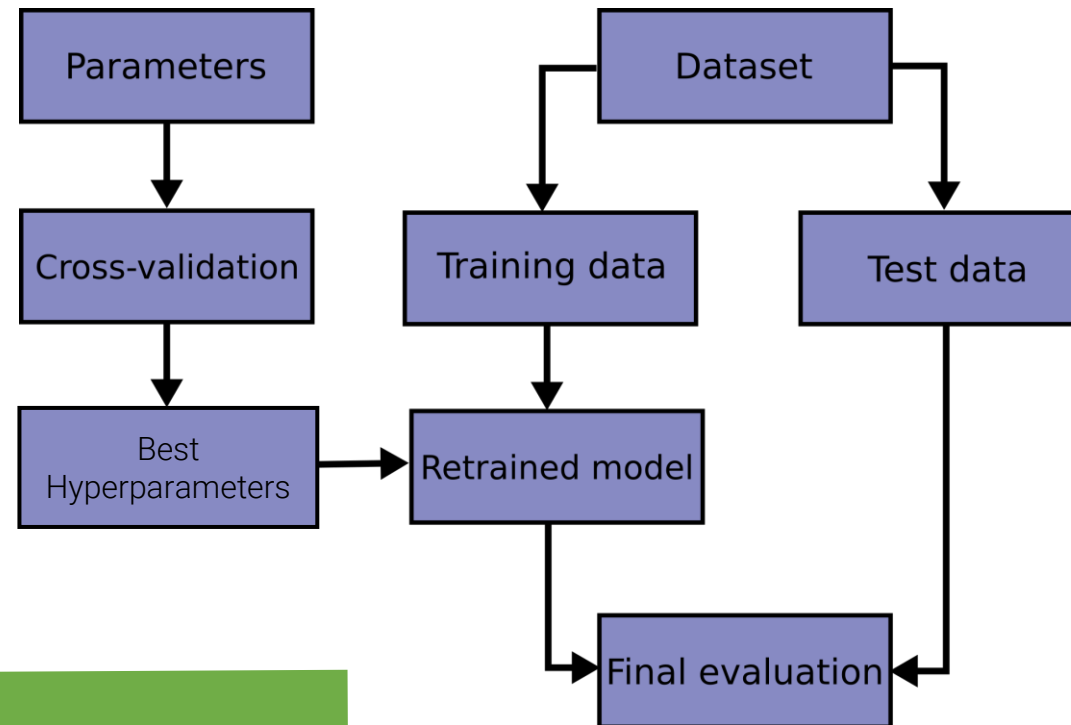 Parameters
Dataset
Cross-validation
Training data
Test data
Best
Hyperparameters
Retrained model
Final evaluation